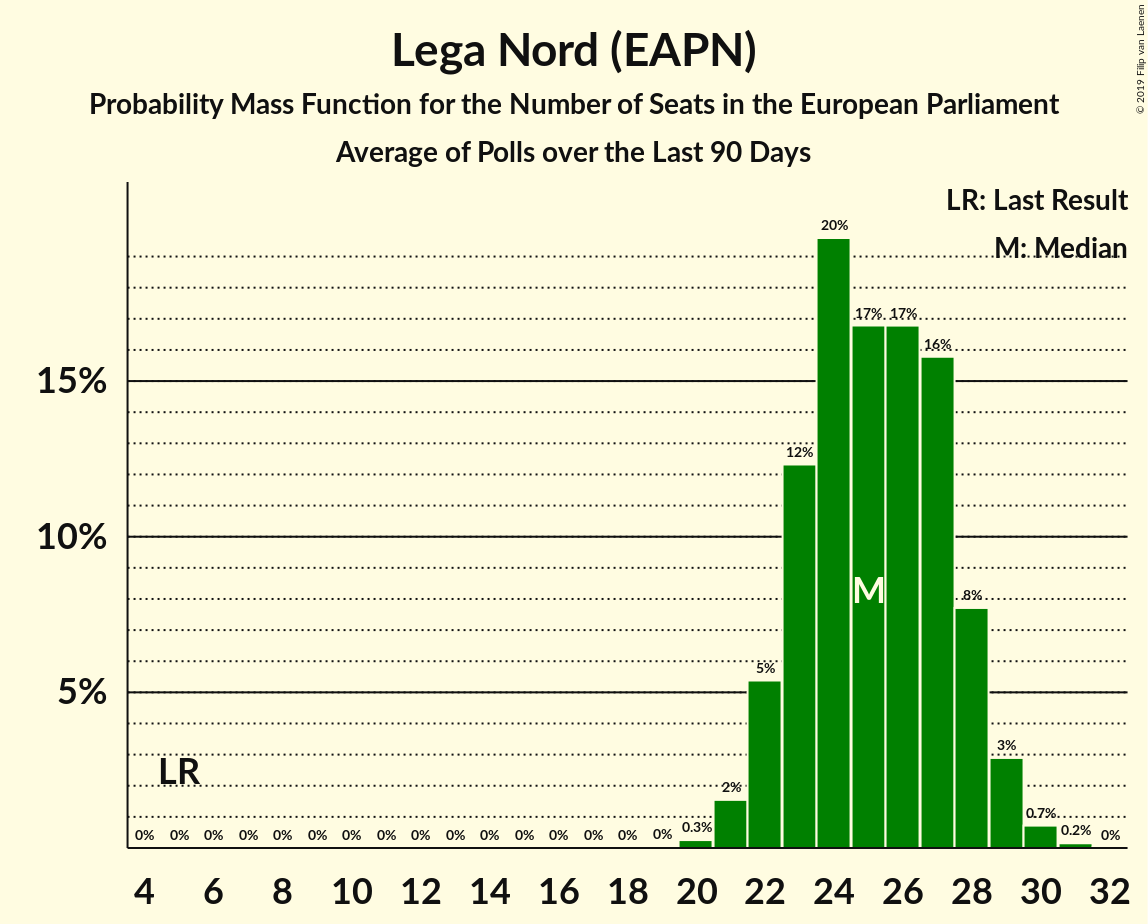 Lega Nord (EAPN)
Probability Mass Function for the Number of Seats in the European Parliament
Average of Polls over the Last 90 Days
© 2019 Filip van Laenen
LR: Last Result
M: Median
20%
17% 17%
16%
15%
12%
10%
M
8%
5%
5%
3%
LR
2%
0% 0% 0% 0% 0% 0% 0% 0% 0% 0% 0% 0% 0% 0% 0% 0% 0.3% 0.7% 0.2% 0%
4 6 8 10 12 14 16 18 20 22 24 26 28 30 32